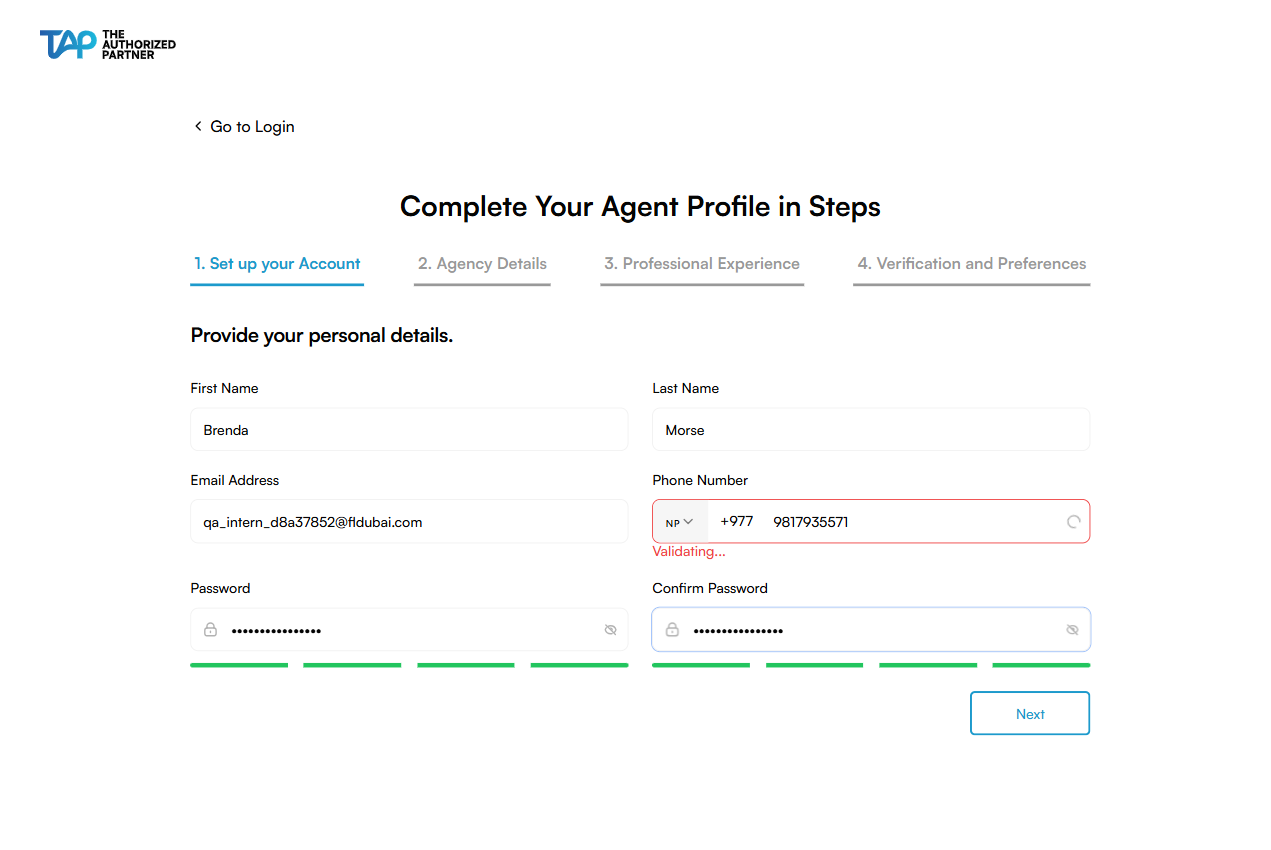 TAP THE AUTHORIZED PARTNER
Go to Login
Complete Your Agent Profile in Steps
1. Set up your Account 2. Agency Details 3. Professional Experience 4. Verification and Preferences
Provide your personal details.
First Name Last Name
Brenda Morse
Email Address Phone Number
qa_intern_d8a37852@fldubai.com NP +977 9817935571
Validating...
Password Confirm Password
•••••••••••••••• ••••••••••••••••
Next